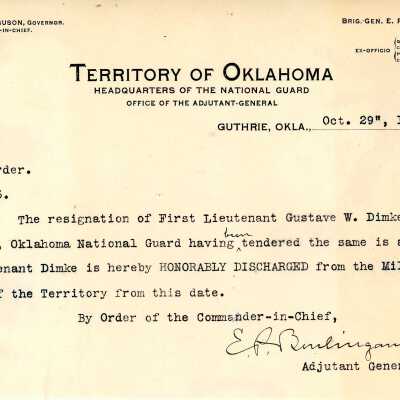 GUSON, GOVERNOR.
-IN-CHIEF.
BRIG.-GEN. E.
EX-OFFICIO
TERRITORY OF OKLAHOMA
HEADQUARTERS OF THE NATIONAL GUARD
OFFICE OF THE ADJUTANT-GENERAL
GUTHRIE, OKLA., Oct. 29", 1
rder.
The resignation of First Lieutenant Gustave W. Dimke
, Oklahoma National Guard having been tendered the same is a
enant Dimke is hereby HONORABLY DISCHARGED from the Mil
f the Territory from this date.
By Order of the Commander-in-Chief,
E. P. Burlingam
Adjutant Gener